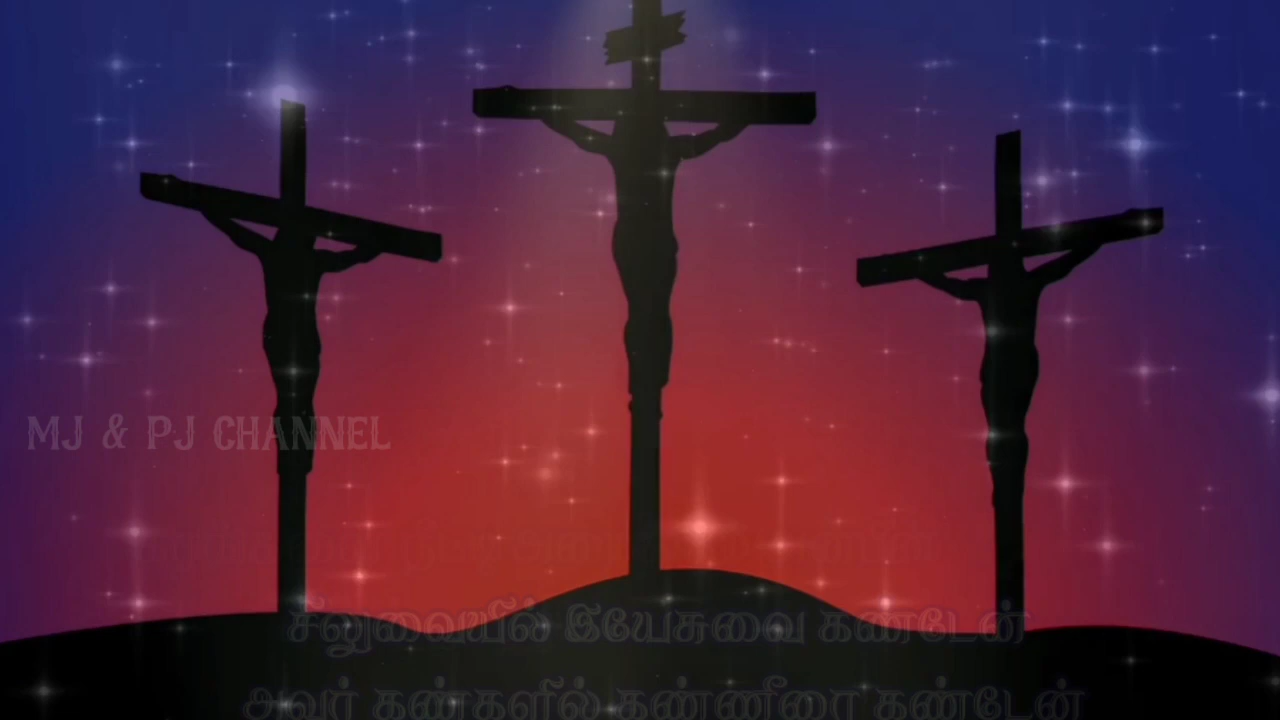 MJ & PJ CHANNEL
சிலுவையில் இயேசுவை கண்டேன்
அவர் கண்களில் கண்ணீரை கண்டேன்